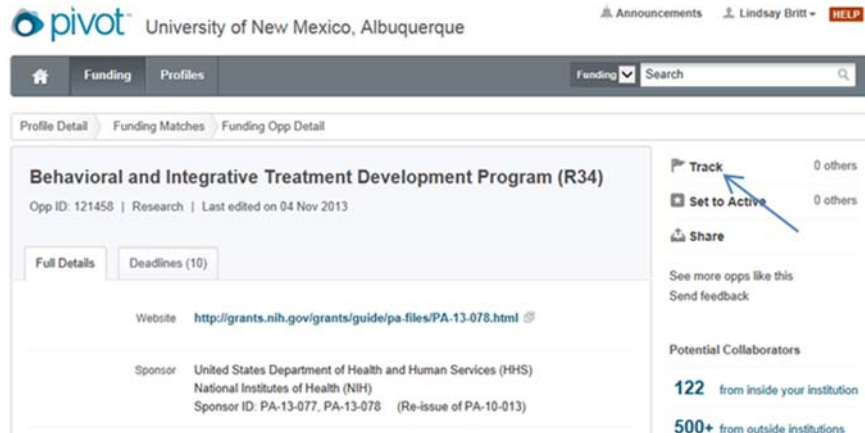 pivot University of New Mexico, Albuquerque
Announcements Lindsay Britt HELP
Funding Profiles Funding Search
Profile Detail Funding Matches Funding Opp Detail
Behavioral and Integrative Treatment Development Program (R34)
Opp ID: 121458 | Research | Last edited on 04 Nov 2013
Full Details Deadlines (10)
Website http://grants.nih.gov/grants/guide/pa-files/PA-13-078.html
Sponsor United States Department of Health and Human Services (HHS)
National Institutes of Health (NIH)
Sponsor ID: PA-13-077, PA-13-078 (Re-issue of PA-10-013)
Track 0 others
Set to Active 0 others
Share
See more opps like this
Send feedback
Potential Collaborators
122 from inside your institution
500+ from outside institutions